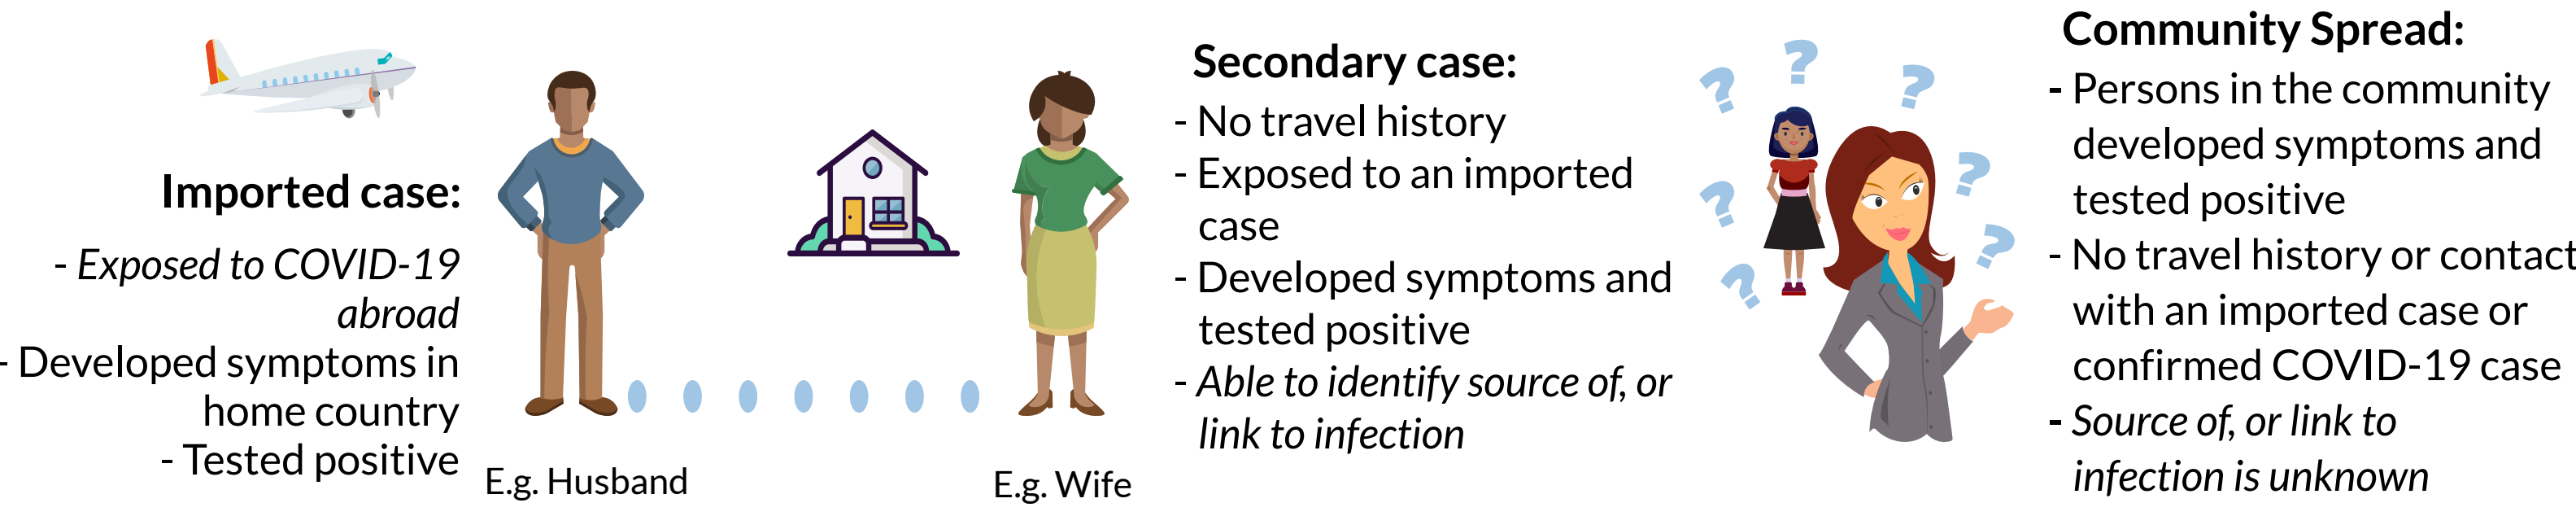 Imported case:
- Exposed to COVID-19
abroad
- Developed symptoms in
home country
- Tested positive
E.g. Husband
E.g. Wife
Secondary case:
- No travel history
- Exposed to an imported
case
- Developed symptoms and
tested positive
- Able to identify source of, or
link to infection
? ? ? ? ? ? ?
Community Spread:
- Persons in the community
developed symptoms and
tested positive
- No travel history or contact
with an imported case or
confirmed COVID-19 case
- Source of, or link to
infection is unknown